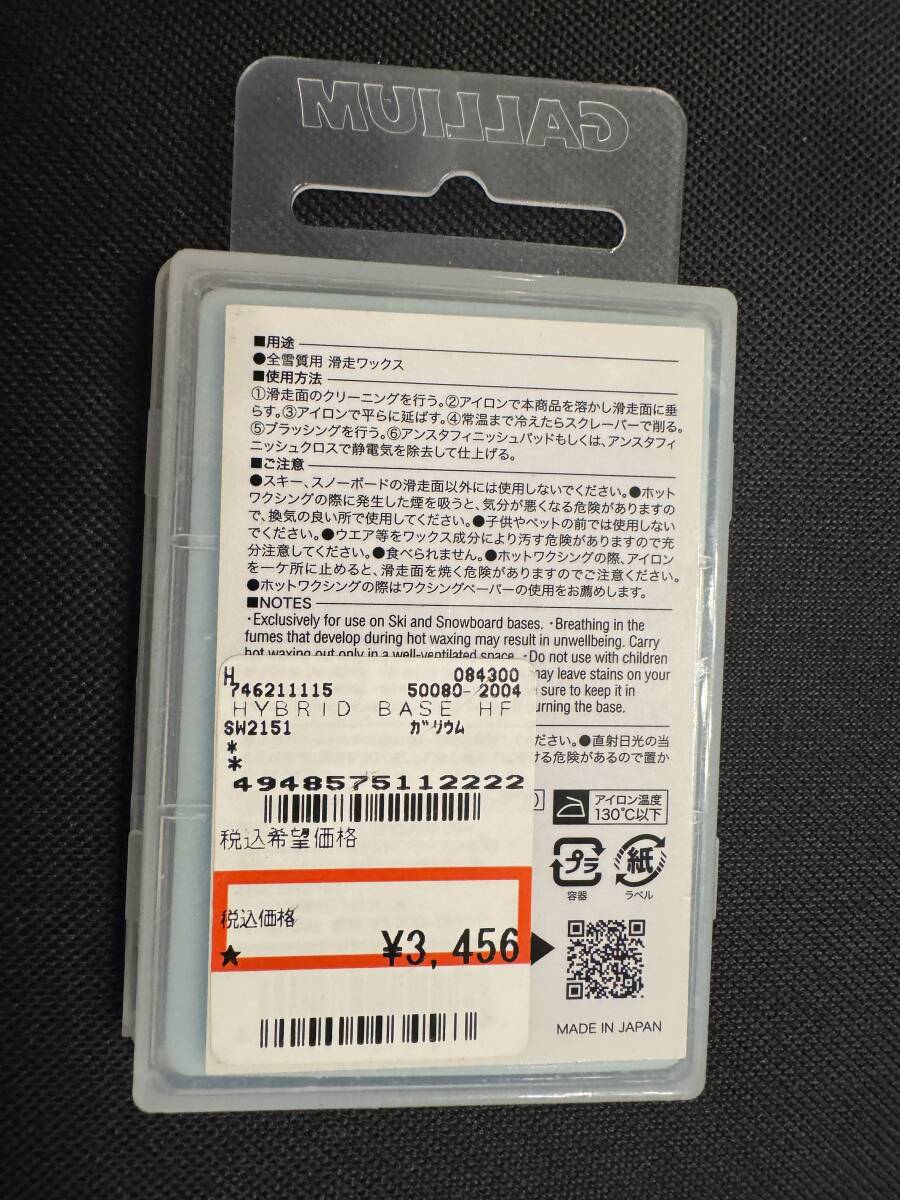 GALLIUM
■用途
●全雪質用 滑走ワックス
■使用方法
①滑走面のクリーニングを行う。②アイロンで本商品を溶かし滑走面に垂
らす。③アイロンで平らに延ばす。④常温まで冷えたらスクレーパーで削る。
⑤ブラッシングを行う。⑥アンスタフィニッシュパッドもしくは、アンスタフィ
ニッシュクロスで静電気を除去して仕上げる。
■ご注意
●スキー、スノーボードの滑走面以外には使用しないでください。●ホット
ワクシングの際に発生した煙を吸うと、気分が悪くなる危険がありますの
で、換気の良い所で使用してください。●子供やペットの前では使用しない
でください。●ウエア等をワックス成分により汚す危険がありますので充
分注意してください。●食べられません。●ホットワクシングの際、アイロン
を一ケ所に止めると、滑走面を焼く危険がありますのでご注意ください。
●ホットワクシングの際はワクシングペーパーの使用をお薦めします。
■NOTES
・Exclusively for use on Ski and Snowboard bases. ・Breathing in the
fumes that develop during hot waxing may result in unwellbeing. Carry
hot waxing out only in a well-ventilated space. ・Do not use with children
may leave stains on your
sure to keep it in
urning the base.
ださい。●直射日光の当
ける危険があるので置か
H 084300
746211115 50080-2004
HYBRID BASE HF
SW2151 ガリウム
*
*
4948575112222
税込希望価格
税込価格
★ ¥3,456
アイロン温度
130℃以下
プラ
容器
紙
ラベル
MADE IN JAPAN